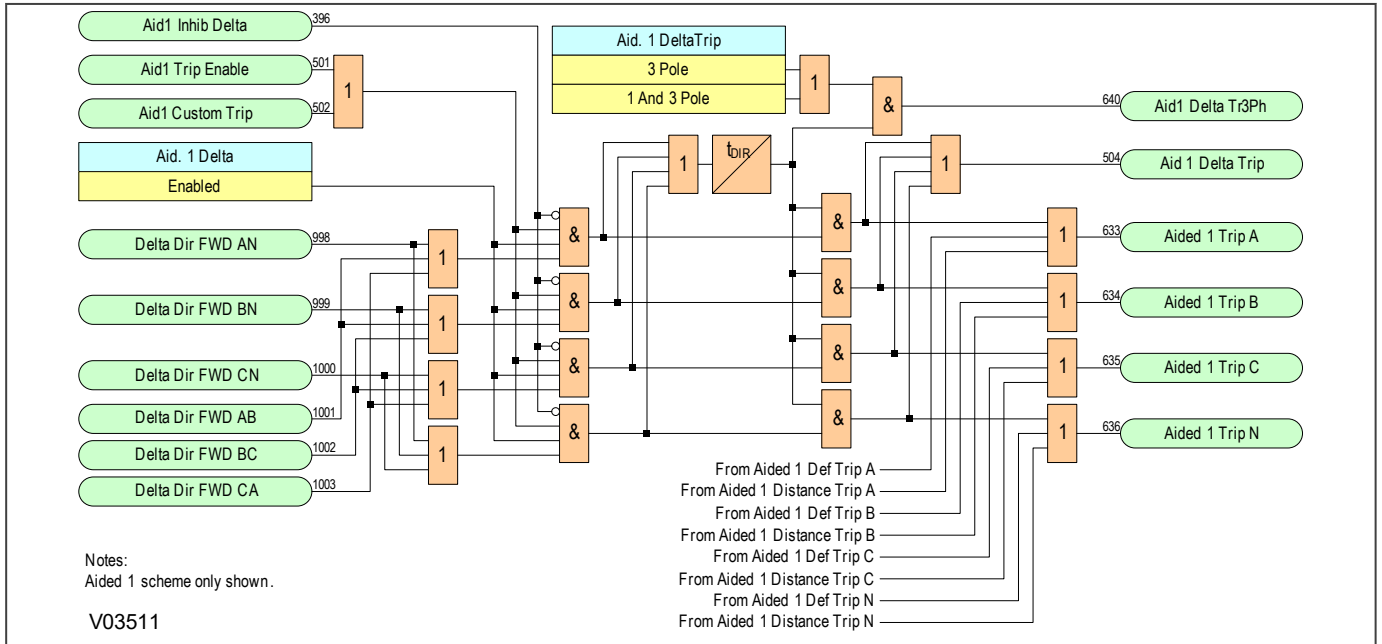 Aid1 Inhib Delta
396
Aid1 Trip Enable
501
Aid1 Custom Trip
502
1
Aid. 1 Delta
Enabled
Delta Dir FWD AN
998
Delta Dir FWD BN
999
Delta Dir FWD CN
1000
Delta Dir FWD AB
1001
Delta Dir FWD BC
1002
Delta Dir FWD CA
1003
1
1
1
1
&
&
&
&
Aid. 1 DeltaTrip
3 Pole
1 And 3 Pole
1
&
1
tDIR
1
&
&
&
&
1
1
1
1
640
Aid1 Delta Tr3Ph
504
Aid 1 Delta Trip
633
Aided 1 Trip A
634
Aided 1 Trip B
635
Aided 1 Trip C
636
Aided 1 Trip N
From Aided 1 Def Trip A
From Aided 1 Distance Trip A
From Aided 1 Def Trip B
From Aided 1 Distance Trip B
From Aided 1 Def Trip C
From Aided 1 Distance Trip C
From Aided 1 Def Trip N
From Aided 1 Distance Trip N
Notes:
Aided 1 scheme only shown.
V03511